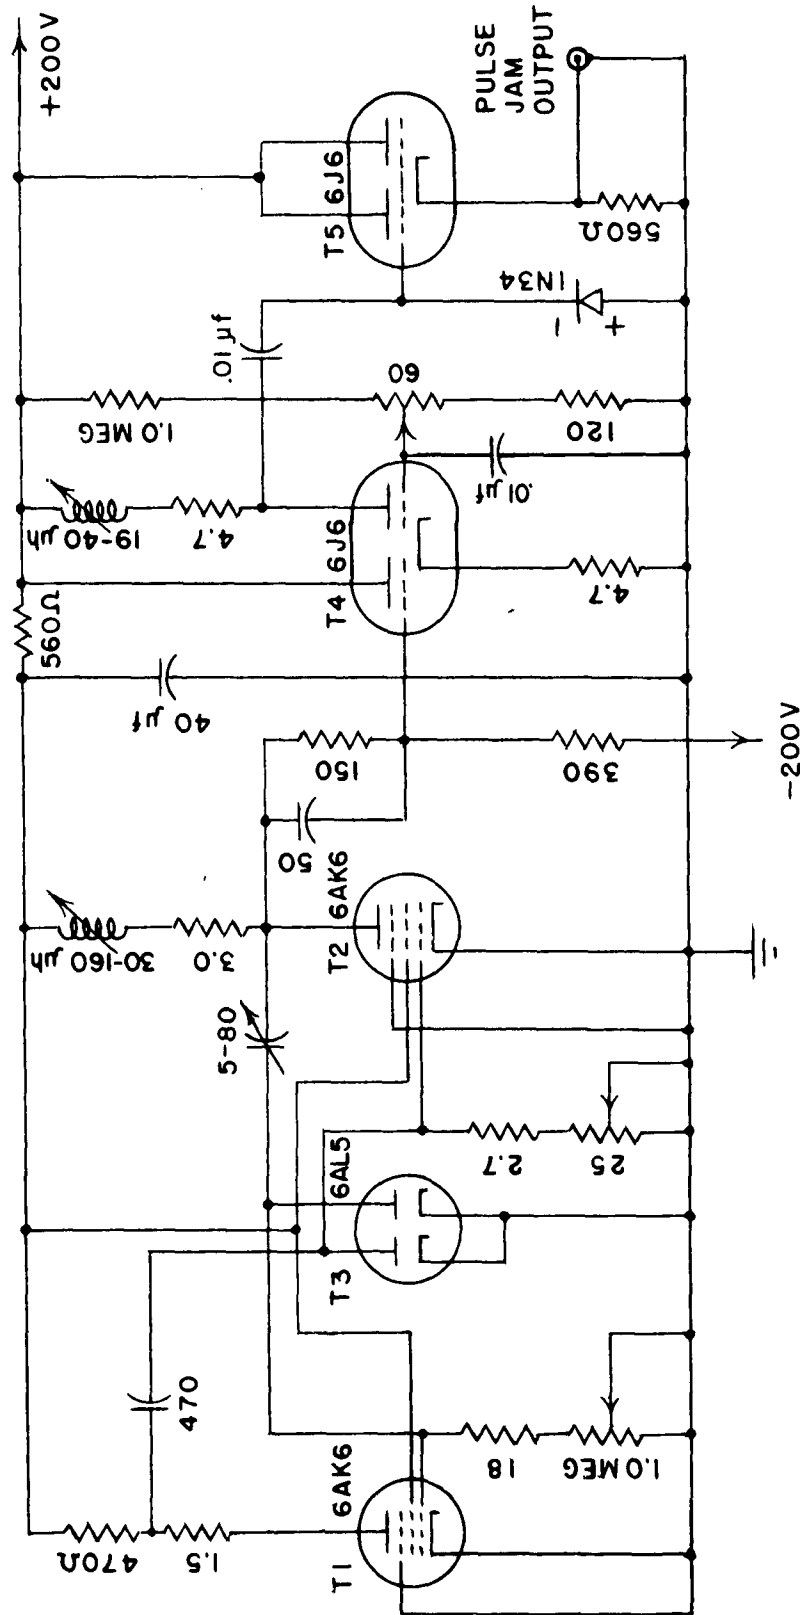 +200V
PULSE
JAM
OUTPUT
T5 6J6
560Ω
1N34
−
+
.01 µf
1.0 MEG
60
120
.01 µf
19-40 µh
4.7
T4 6J6
4.7
560Ω
40 µf
150
390
-200V
50
30-160 µh
3.0
T2 6AK6
5-80
2.7
25
T3 6AL5
470
18
1.0 MEG
470Ω
1.5
T1 6AK6